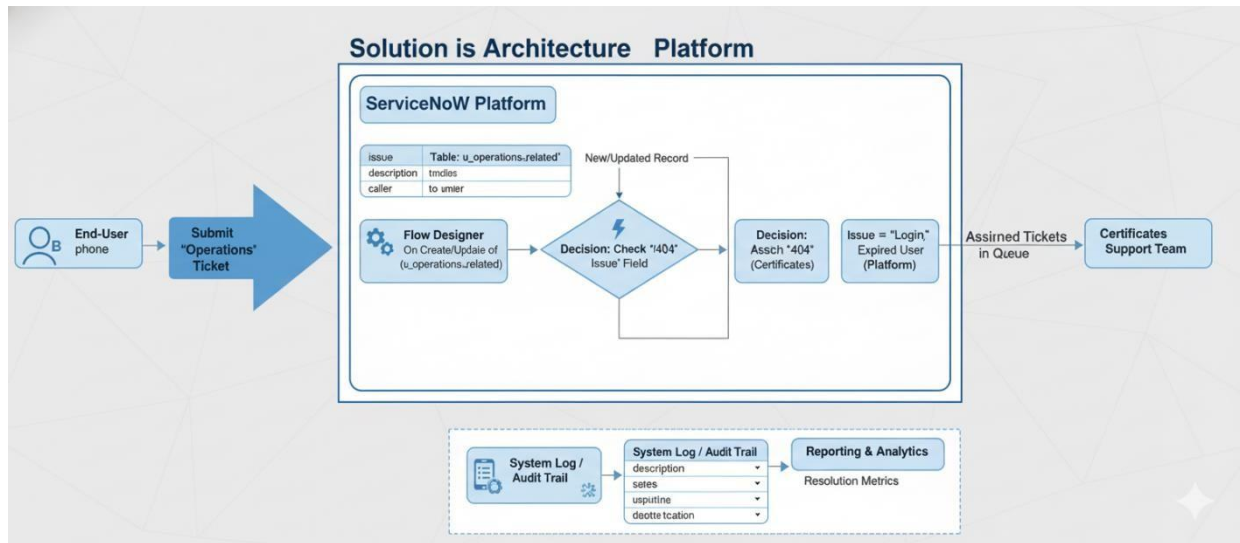 Solution is Architecture Platform
ServiceNoW Platform
issue
"Table: u_operations.related"
description
tmdles
caller
to umier
New/Updated Record
B
End-User
phone
Submit
"Operations"
Ticket
Flow Designer
On Create/Updaie of
(u_operations.related)
Decision: Check "!404"
Issue" Field
Decision:
Assch "404"
(Certificates)
Issue = "Login,"
Expired User
(Platform)
Assirned Tickets
in Queue
Certificates
Support Team
System Log /
Audit Trail
System Log / Audit Trail
description
setes
usputine
deotte tcation
Reporting & Analytics
Resolution Metrics